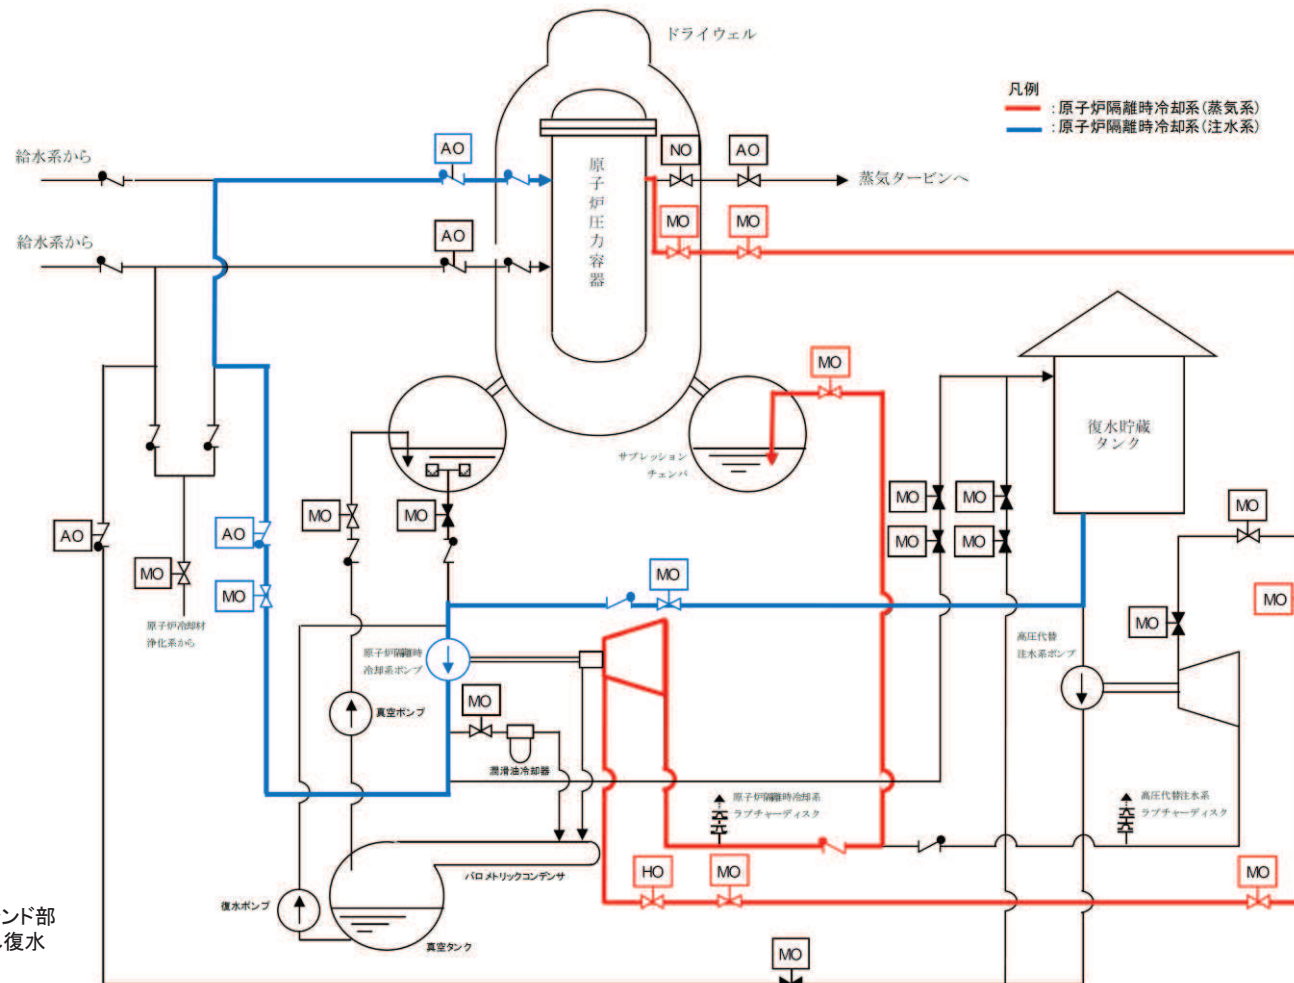 ドライウェル
凡例
: 原子炉隔離時冷却系(蒸気系)
: 原子炉隔離時冷却系(注水系)
給水系から
AO
原子炉圧力容器
NO
AO
蒸気タービンへ
MO
MO
給水系から
AO
MO
復水貯蔵
タンク
サプレッション
チェンバ
MO
MO
MO
MO
MO
MO
MO
AO
AO
MO
MO
MO
MO
MO
原子炉冷却材
浄化系から
原子炉隔離時
冷却系ポンプ
高圧代替
注水系ポンプ
MO
真空ポンプ
潤滑油冷却器
原子炉隔離時冷却系
ラプチャーディスク
高圧代替注水系
ラプチャーディスク
バロメトリックコンデンサ
HO
MO
MO
復水ポンプ
真空タンク
ンド部
復水
MO